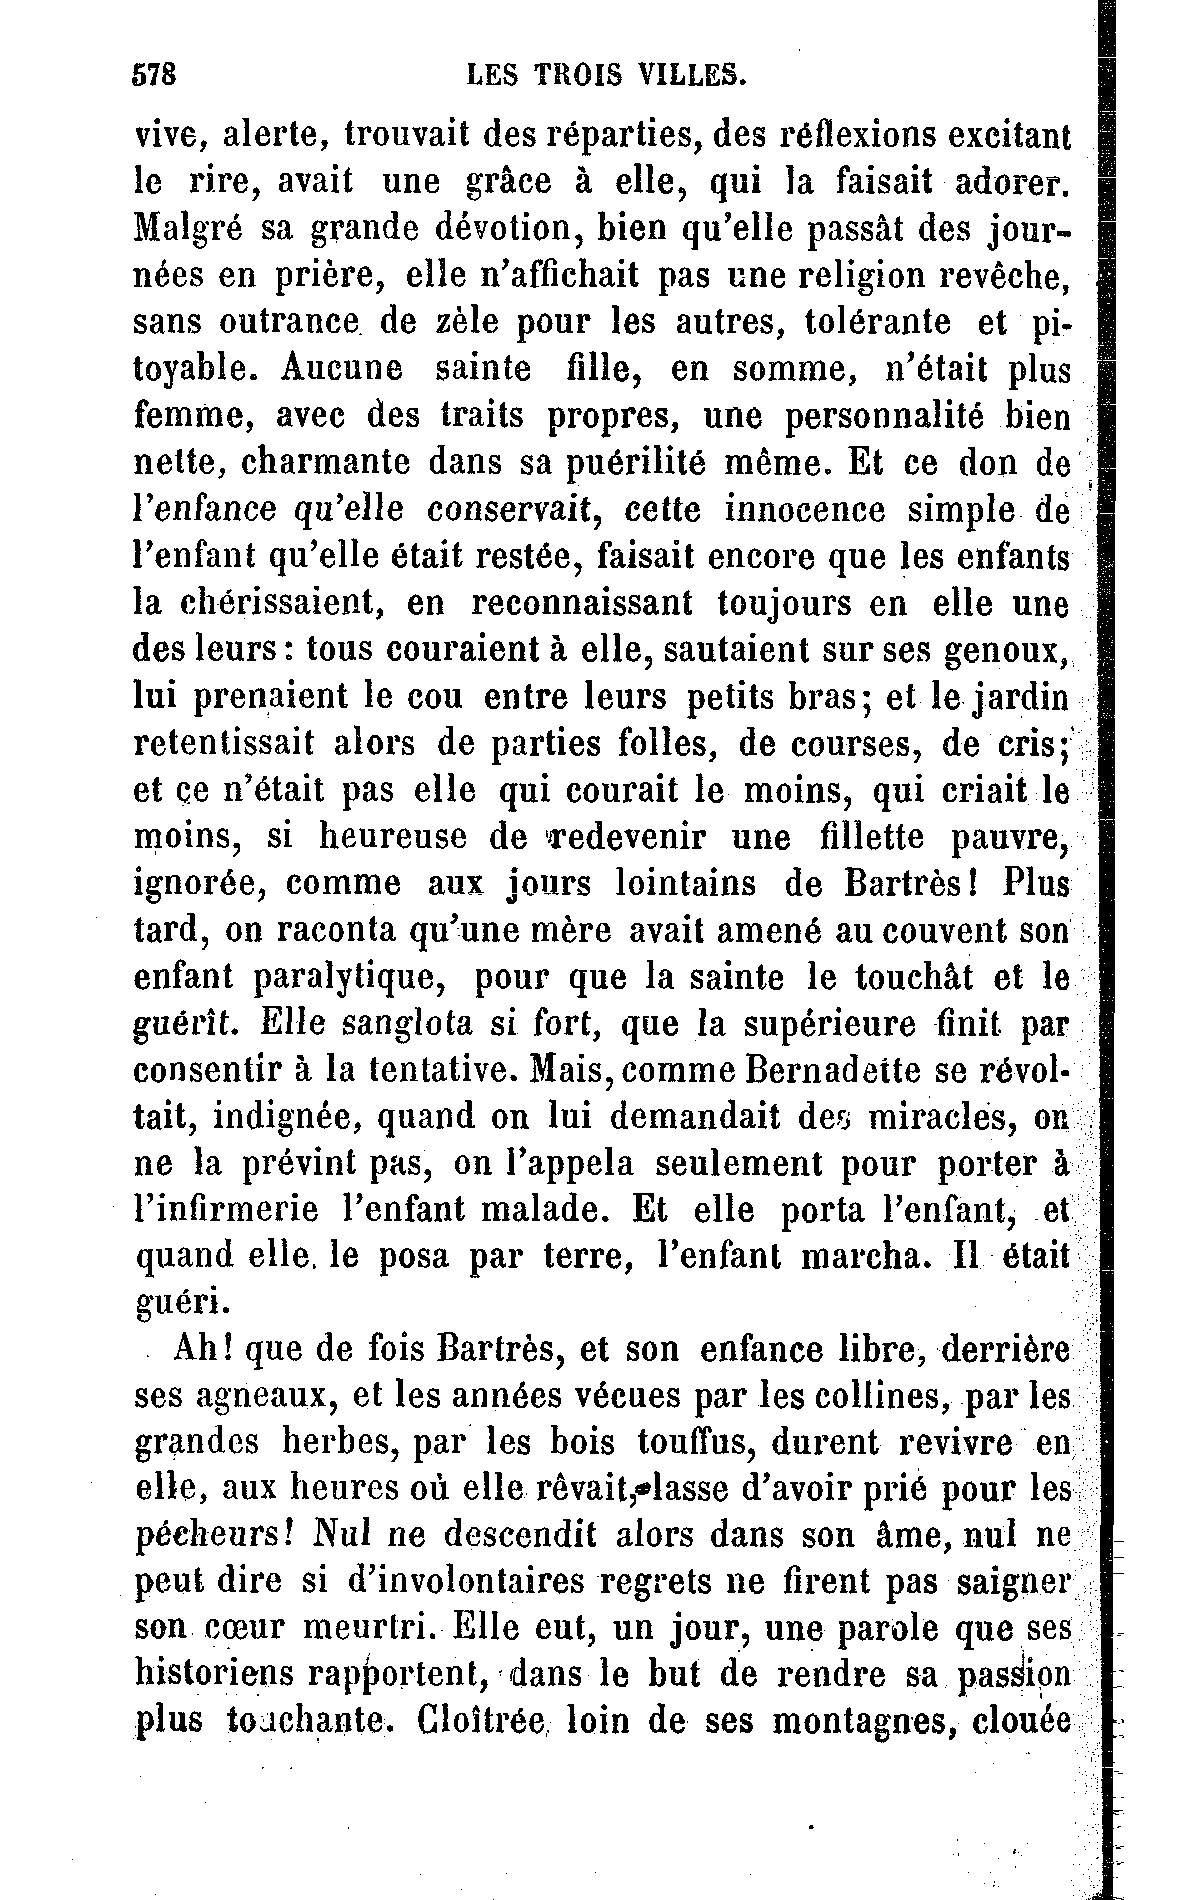 578 LES TROIS VILLES.
vive, alerte, trouvait des réparties, des réflexions excitant
le rire, avait une grâce à elle, qui la faisait adorer.
Malgré sa grande dévotion, bien qu'elle passât des jour-
nées en prière, elle n'affichait pas une religion revêche,
sans outrance de zèle pour les autres, tolérante et pi-
toyable. Aucune sainte fille, en somme, n'était plus
femme, avec des traits propres, une personnalité bien
nette, charmante dans sa puérilité même. Et ce don de
l'enfance qu'elle conservait, cette innocence simple de
l'enfant qu'elle était restée, faisait encore que les enfants
la chérissaient, en reconnaissant toujours en elle une
des leurs : tous couraient à elle, sautaient sur ses genoux,
lui prenaient le cou entre leurs petits bras; et le jardin
retentissait alors de parties folles, de courses, de cris;
et ce n'était pas elle qui courait le moins, qui criait le
moins, si heureuse de redevenir une fillette pauvre,
ignorée, comme aux jours lointains de Bartrès! Plus
tard, on raconta qu'une mère avait amené au couvent son
enfant paralytique, pour que la sainte le touchât et le
guérît. Elle sanglota si fort, que la supérieure finit par
consentir à la tentative. Mais, comme Bernadette se révol-
tait, indignée, quand on lui demandait des miracles, on
ne la prévint pas, on l'appela seulement pour porter à
l'infirmerie l'enfant malade. Et elle porta l'enfant, et
quand elle le posa par terre, l'enfant marcha. Il était
guéri.
Ah! que de fois Bartrès, et son enfance libre, derrière
ses agneaux, et les années vécues par les collines, par les
grandes herbes, par les bois touffus, durent revivre en
elle, aux heures où elle rêvait, lasse d'avoir prié pour les
pécheurs! Nul ne descendit alors dans son âme, nul ne
peut dire si d'involontaires regrets ne firent pas saigner
son cœur meurtri. Elle eut, un jour, une parole que ses
historiens rapportent, dans le but de rendre sa passion
plus touchante. Cloîtrée loin de ses montagnes, clouée